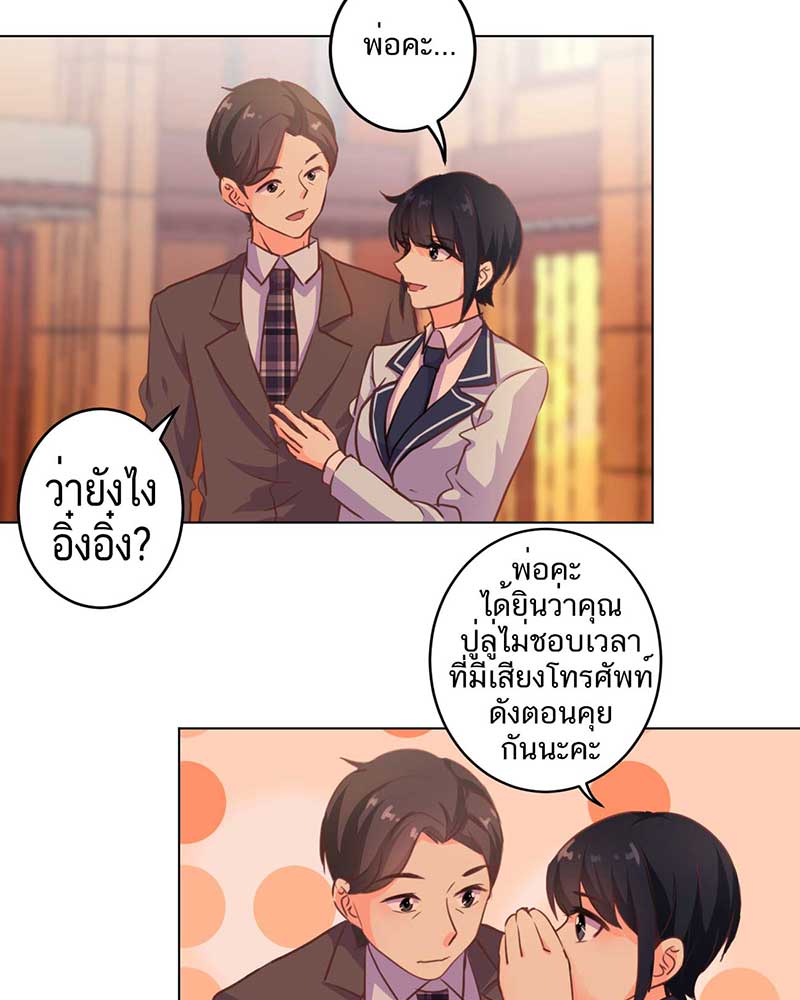 พ่อคะ...
ว่ายังไง
อิ๋งอิ๋ง?
พ่อคะ
ได้ยินว่าคุณ
ปู่ลู่ไม่ชอบเวลา
ที่มีเสียงโทรศัพท์
ดังตอนคุย
กันนะคะ